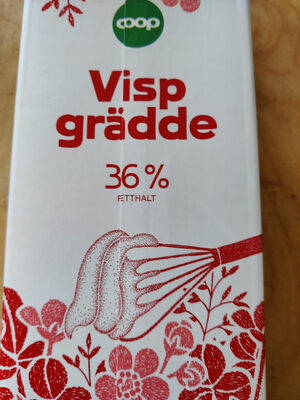 coop
Visp
grädde
36%
FETTHALT